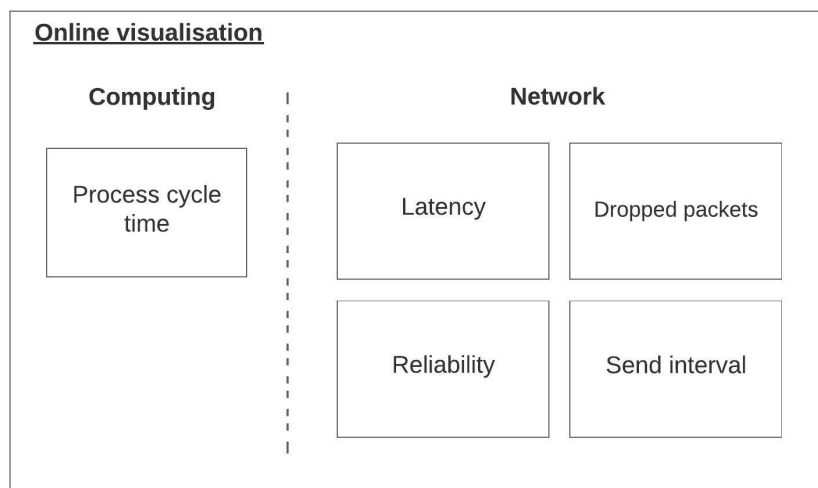 Online visualisation
Computing
Network
Process cycle
time
Latency
Dropped packets
Reliability
Send interval